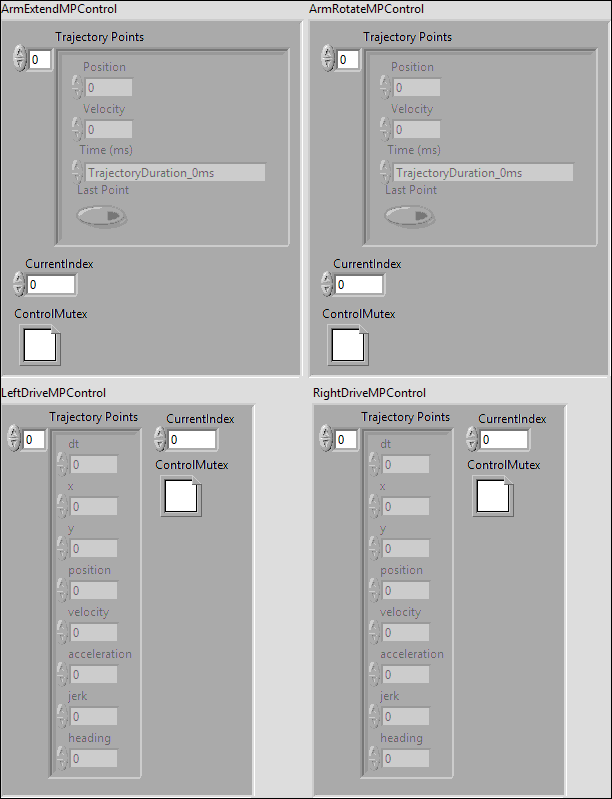 ArmExtendMPControl
Trajectory Points
0
Position
0
Velocity
0
Time (ms)
TrajectoryDuration_0ms
Last Point
CurrentIndex
0
ControlMutex
ArmRotateMPControl
Trajectory Points
0
Position
0
Velocity
0
Time (ms)
TrajectoryDuration_0ms
Last Point
CurrentIndex
0
ControlMutex
LeftDriveMPControl
Trajectory Points
0
dt
0
x
0
y
0
position
0
velocity
0
acceleration
0
jerk
0
heading
0
CurrentIndex
0
ControlMutex
RightDriveMPControl
Trajectory Points
0
dt
0
x
0
y
0
position
0
velocity
0
acceleration
0
jerk
0
heading
0
CurrentIndex
0
ControlMutex